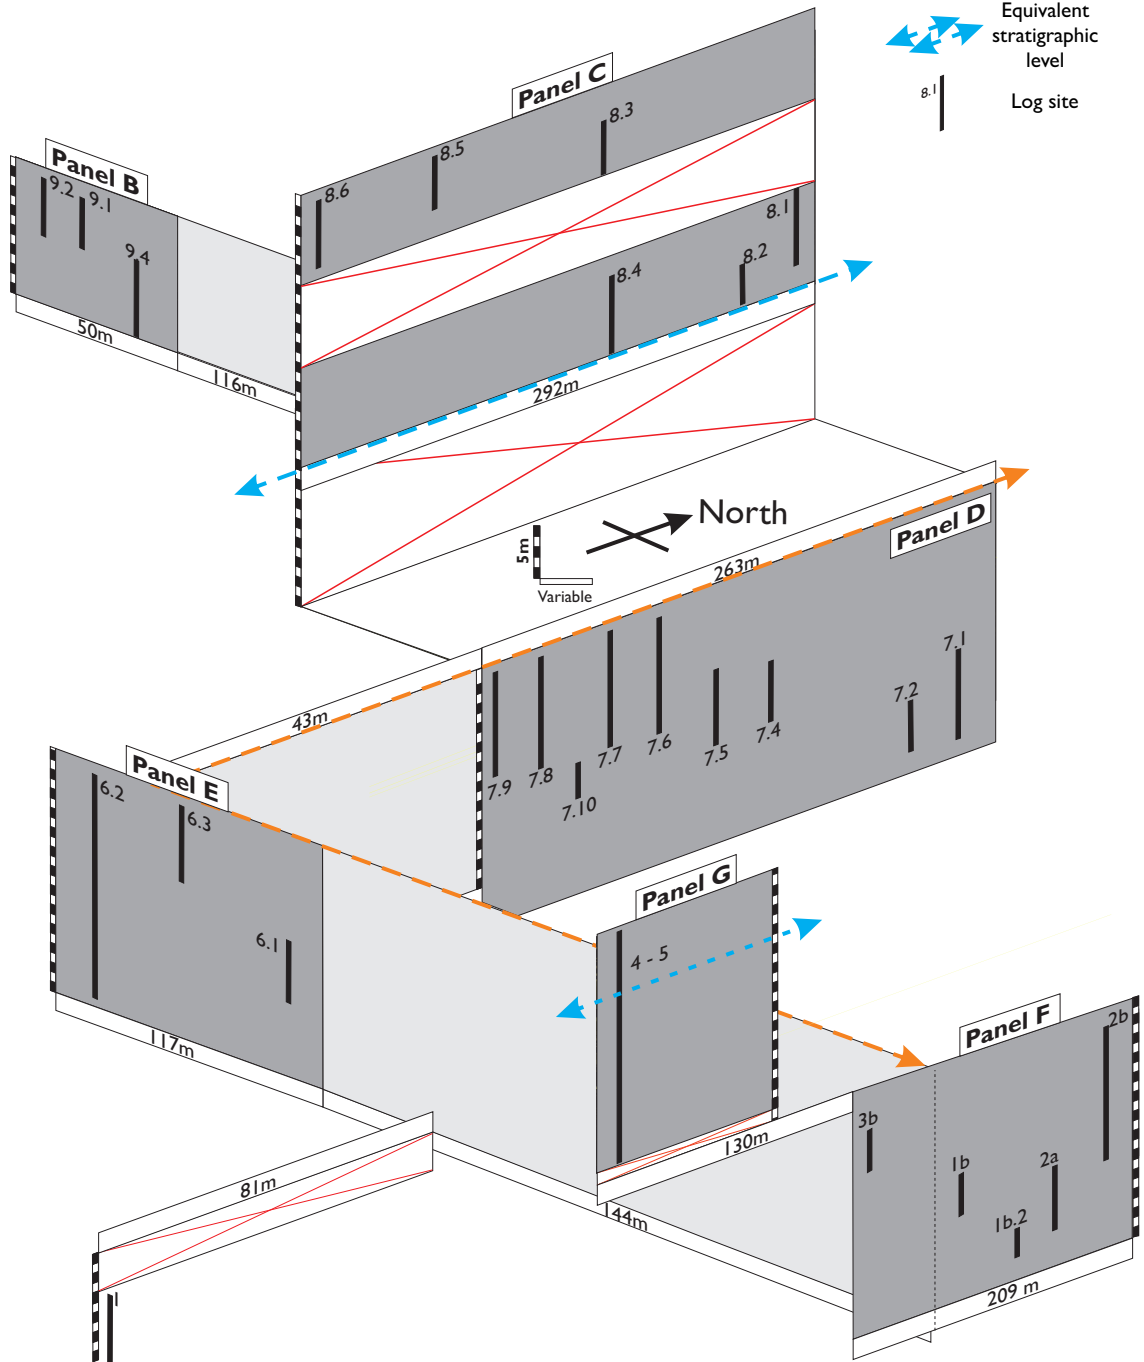 Equivalent
stratigraphic
level
8.1
Log site
Panel C
8.3
8.5
8.6
Panel B
9.2
9.1
9.4
50m
116m
8.1
8.2
8.4
292m
North
5m
Variable
Panel D
263m
7.1
7.2
7.4
7.5
7.6
7.7
7.8
7.9
7.10
43m
Panel E
6.2
6.3
6.1
117m
Panel G
4 - 5
130m
Panel F
2b
3b
1b
2a
1b.2
209 m
144m
81m
1